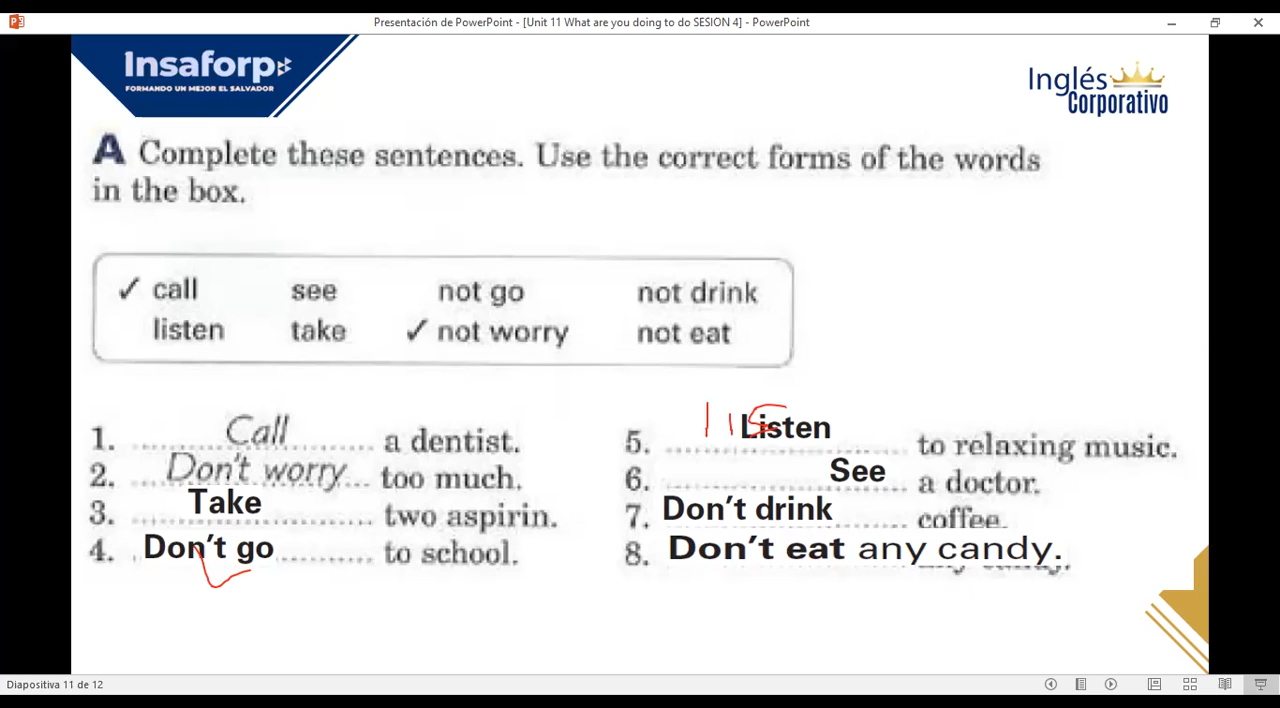 Presentación de PowerPoint - [Unit 11 What are you doing to do SESION 4] - PowerPoint
Insaforp
FORMANDO UN MEJOR EL SALVADOR
Inglés
Corporativo
A Complete these sentences. Use the correct forms of the words
in the box.
✓ call see not go not drink
listen take ✓ not worry not eat
1. Call a dentist.
2. Don't worry too much.
3. Take two aspirin.
4. Don't go to school.
5. Listen to relaxing music.
6. See a doctor.
7. Don't drink coffee.
8. Don't eat any candy.
Diapositiva 11 de 12